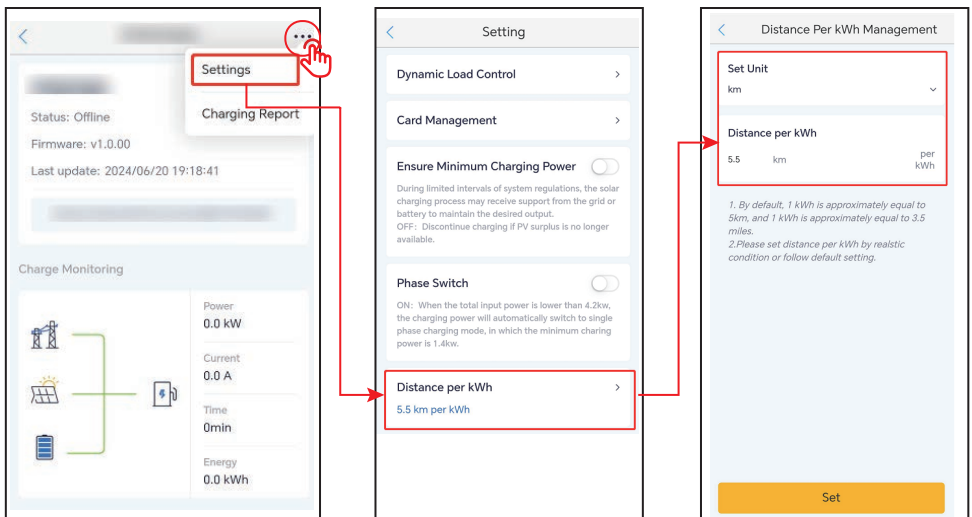 Settings
Charging Report
Status: Offline
Firmware: v1.0.00
Last update: 2024/06/20 19:18:41
Charge Monitoring
Power
0.0 kW
Current
0.0 A
Time
0min
Energy
0.0 kWh
Setting
Dynamic Load Control
Card Management
Ensure Minimum Charging Power
During limited intervals of system regulations, the solar
charging process may receive support from the grid or
battery to maintain the desired output.
OFF: Discontinue charging if PV surplus is no longer
available.
Phase Switch
ON: When the total input power is lower than 4.2kw,
the charging power will automatically switch to single
phase charging mode, in which the minimum charing
power is 1.4kw.
Distance per kWh
5.5 km per kWh
Distance Per kWh Management
Set Unit
km
Distance per kWh
5.5 km per
kWh
1. By default, 1 kWh is approximately equal to
5km, and 1 kWh is approximately equal to 3.5
miles.
2.Please set distance per kWh by realstic
condition or follow default setting.
Set